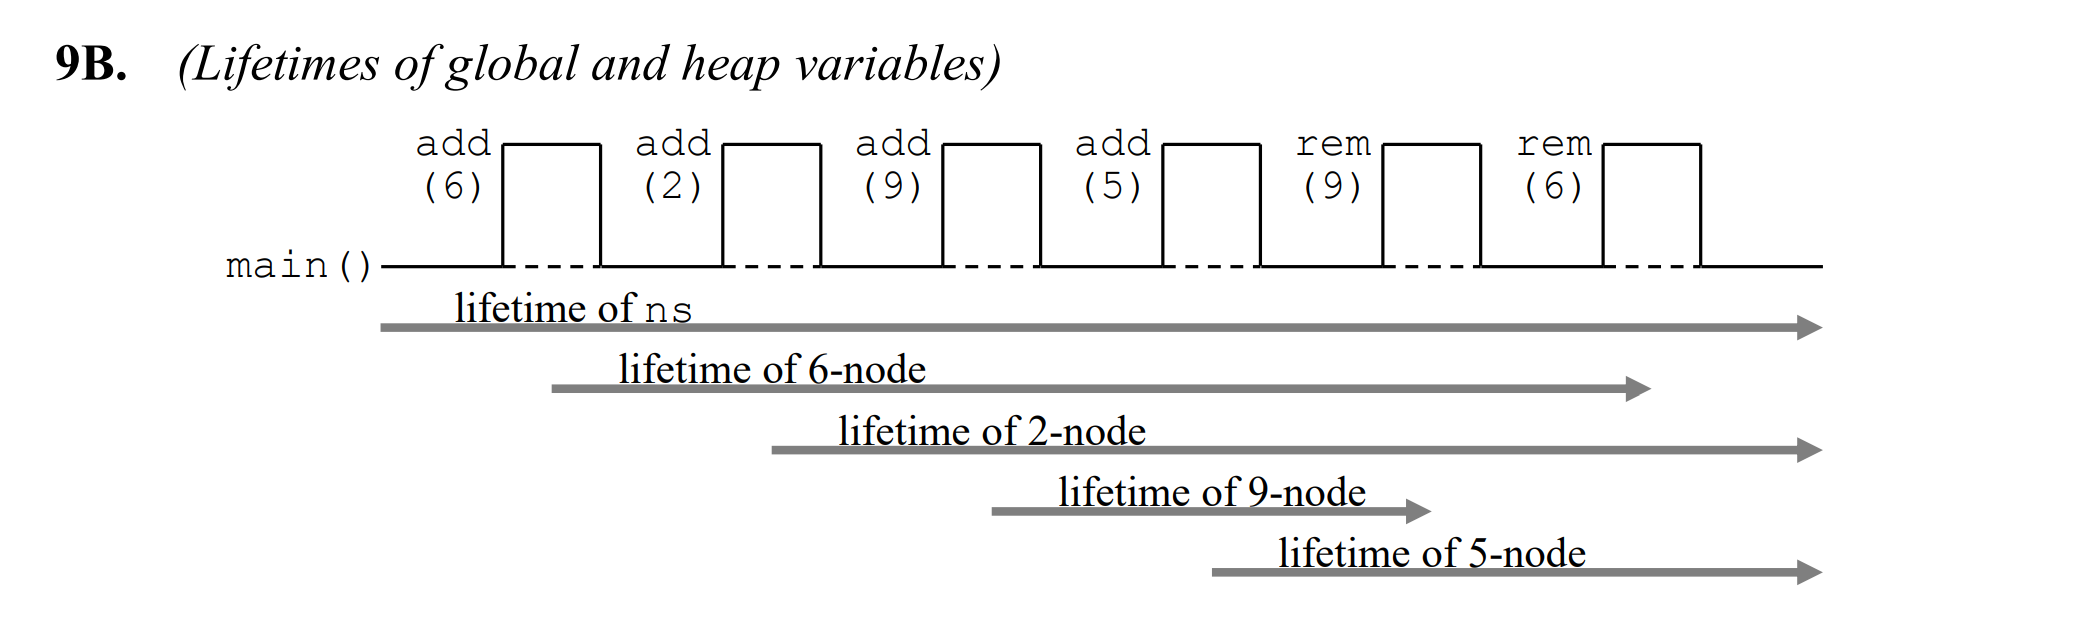 9B. (Lifetimes of global and heap variables)
add add add add rem rem
(6) (2) (9) (5) (9) (6)
main()
lifetime of ns
lifetime of 6-node
lifetime of 2-node
lifetime of 9-node
lifetime of 5-node